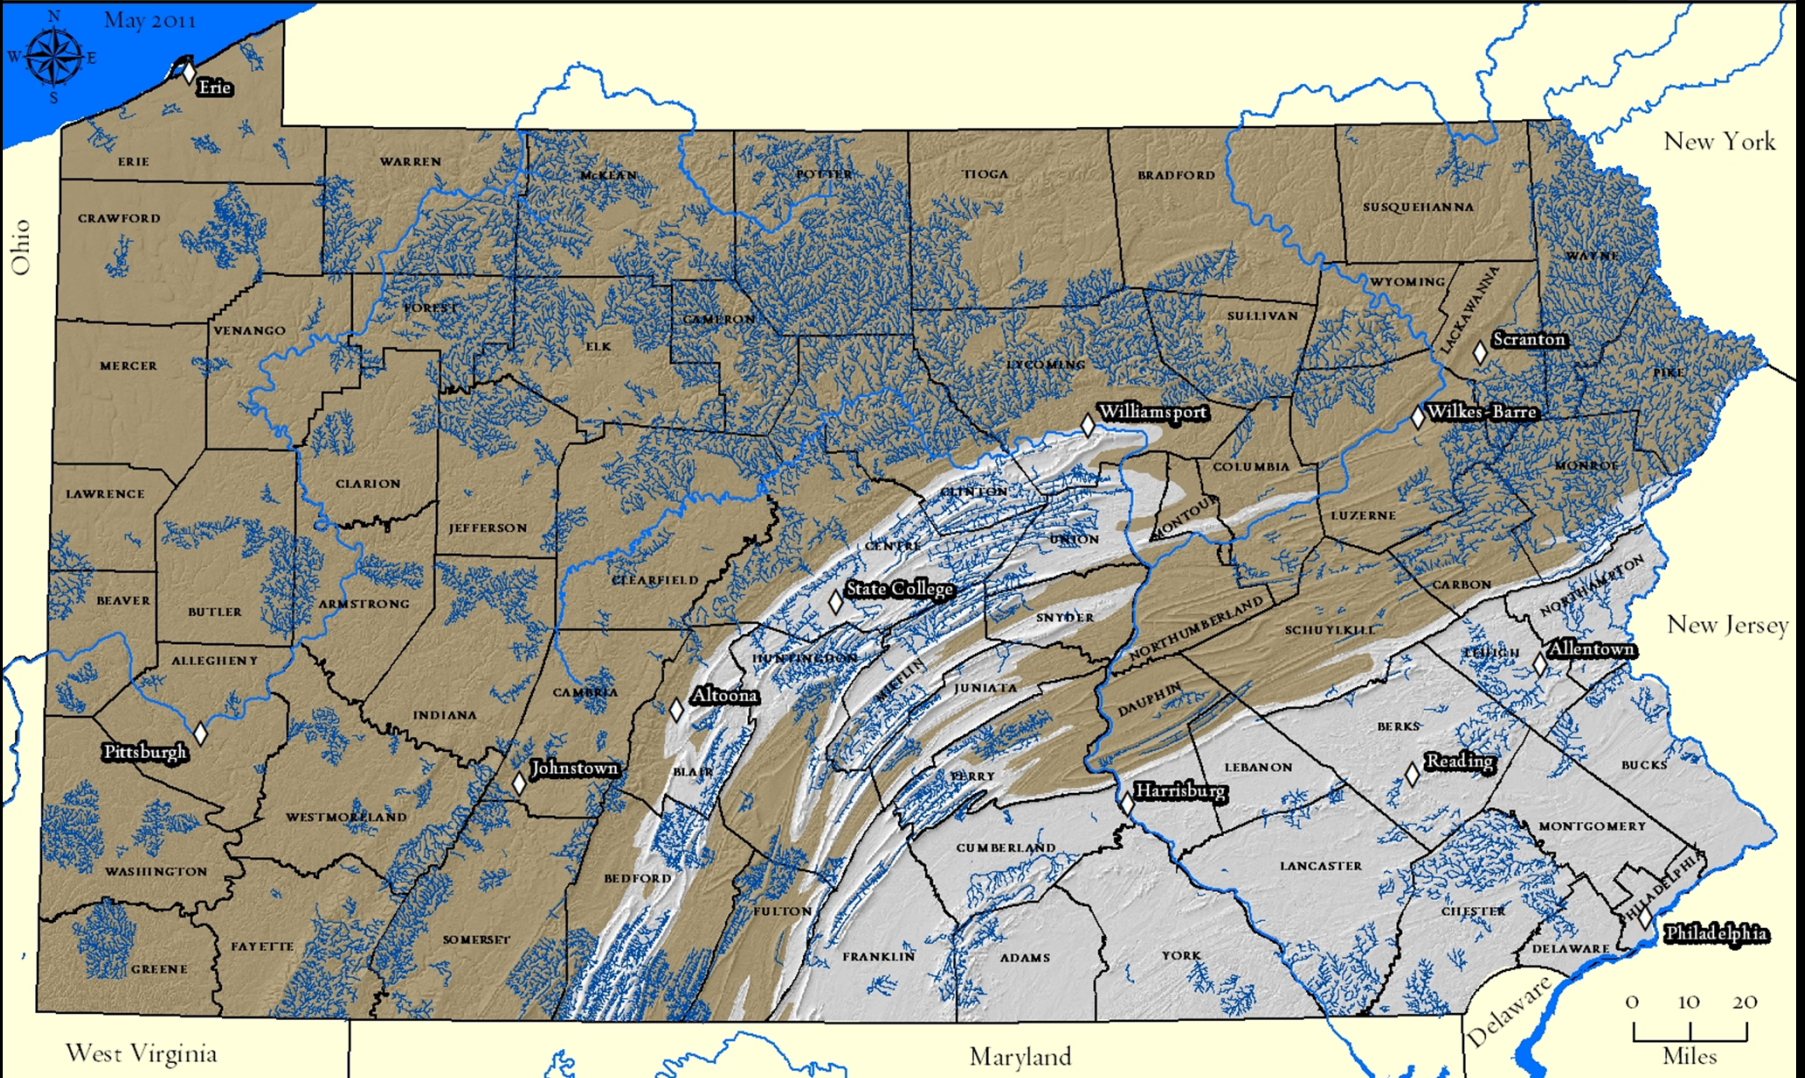 N
May 2011
W
E
S
Erie
New York
ERIE
WARREN
McKEAN
POTTER
TIOGA
BRADFORD
SUSQUEHANNA
CRAWFORD
Ohio
WAYNE
WYOMING
LACKAWANNA
FOREST
VENANGO
CAMERON
SULLIVAN
ELK
Scranton
MERCER
LYCOMING
PIKE
Williamsport
Wilkes-Barre
COLUMBIA
MONROE
CLARION
LAWRENCE
CLINTON
MONTOUR
LUZERNE
JEFFERSON
CENTRE
UNION
CLEARFIELD
State College
CARBON
NORTHAMPTON
BEAVER
BUTLER
ARMSTRONG
SNYDER
NORTHUMBERLAND
SCHUYLKILL
New Jersey
ALLEGHENY
HUNTINGDON
LEHIGH
Allentown
MIFFLIN
JUNIATA
CAMBRIA
Altoona
DAUPHIN
INDIANA
BERKS
Pittsburgh
Johnstown
BLAIR
PERRY
LEBANON
Reading
BUCKS
Harrisburg
WESTMORELAND
MONTGOMERY
CUMBERLAND
WASHINGTON
BEDFORD
LANCASTER
PHILADELPHIA
FULTON
CHESTER
Philadelphia
FAYETTE
SOMERSET
FRANKLIN
ADAMS
YORK
DELAWARE
GREENE
Delaware
0 10 20
Miles
West Virginia
Maryland